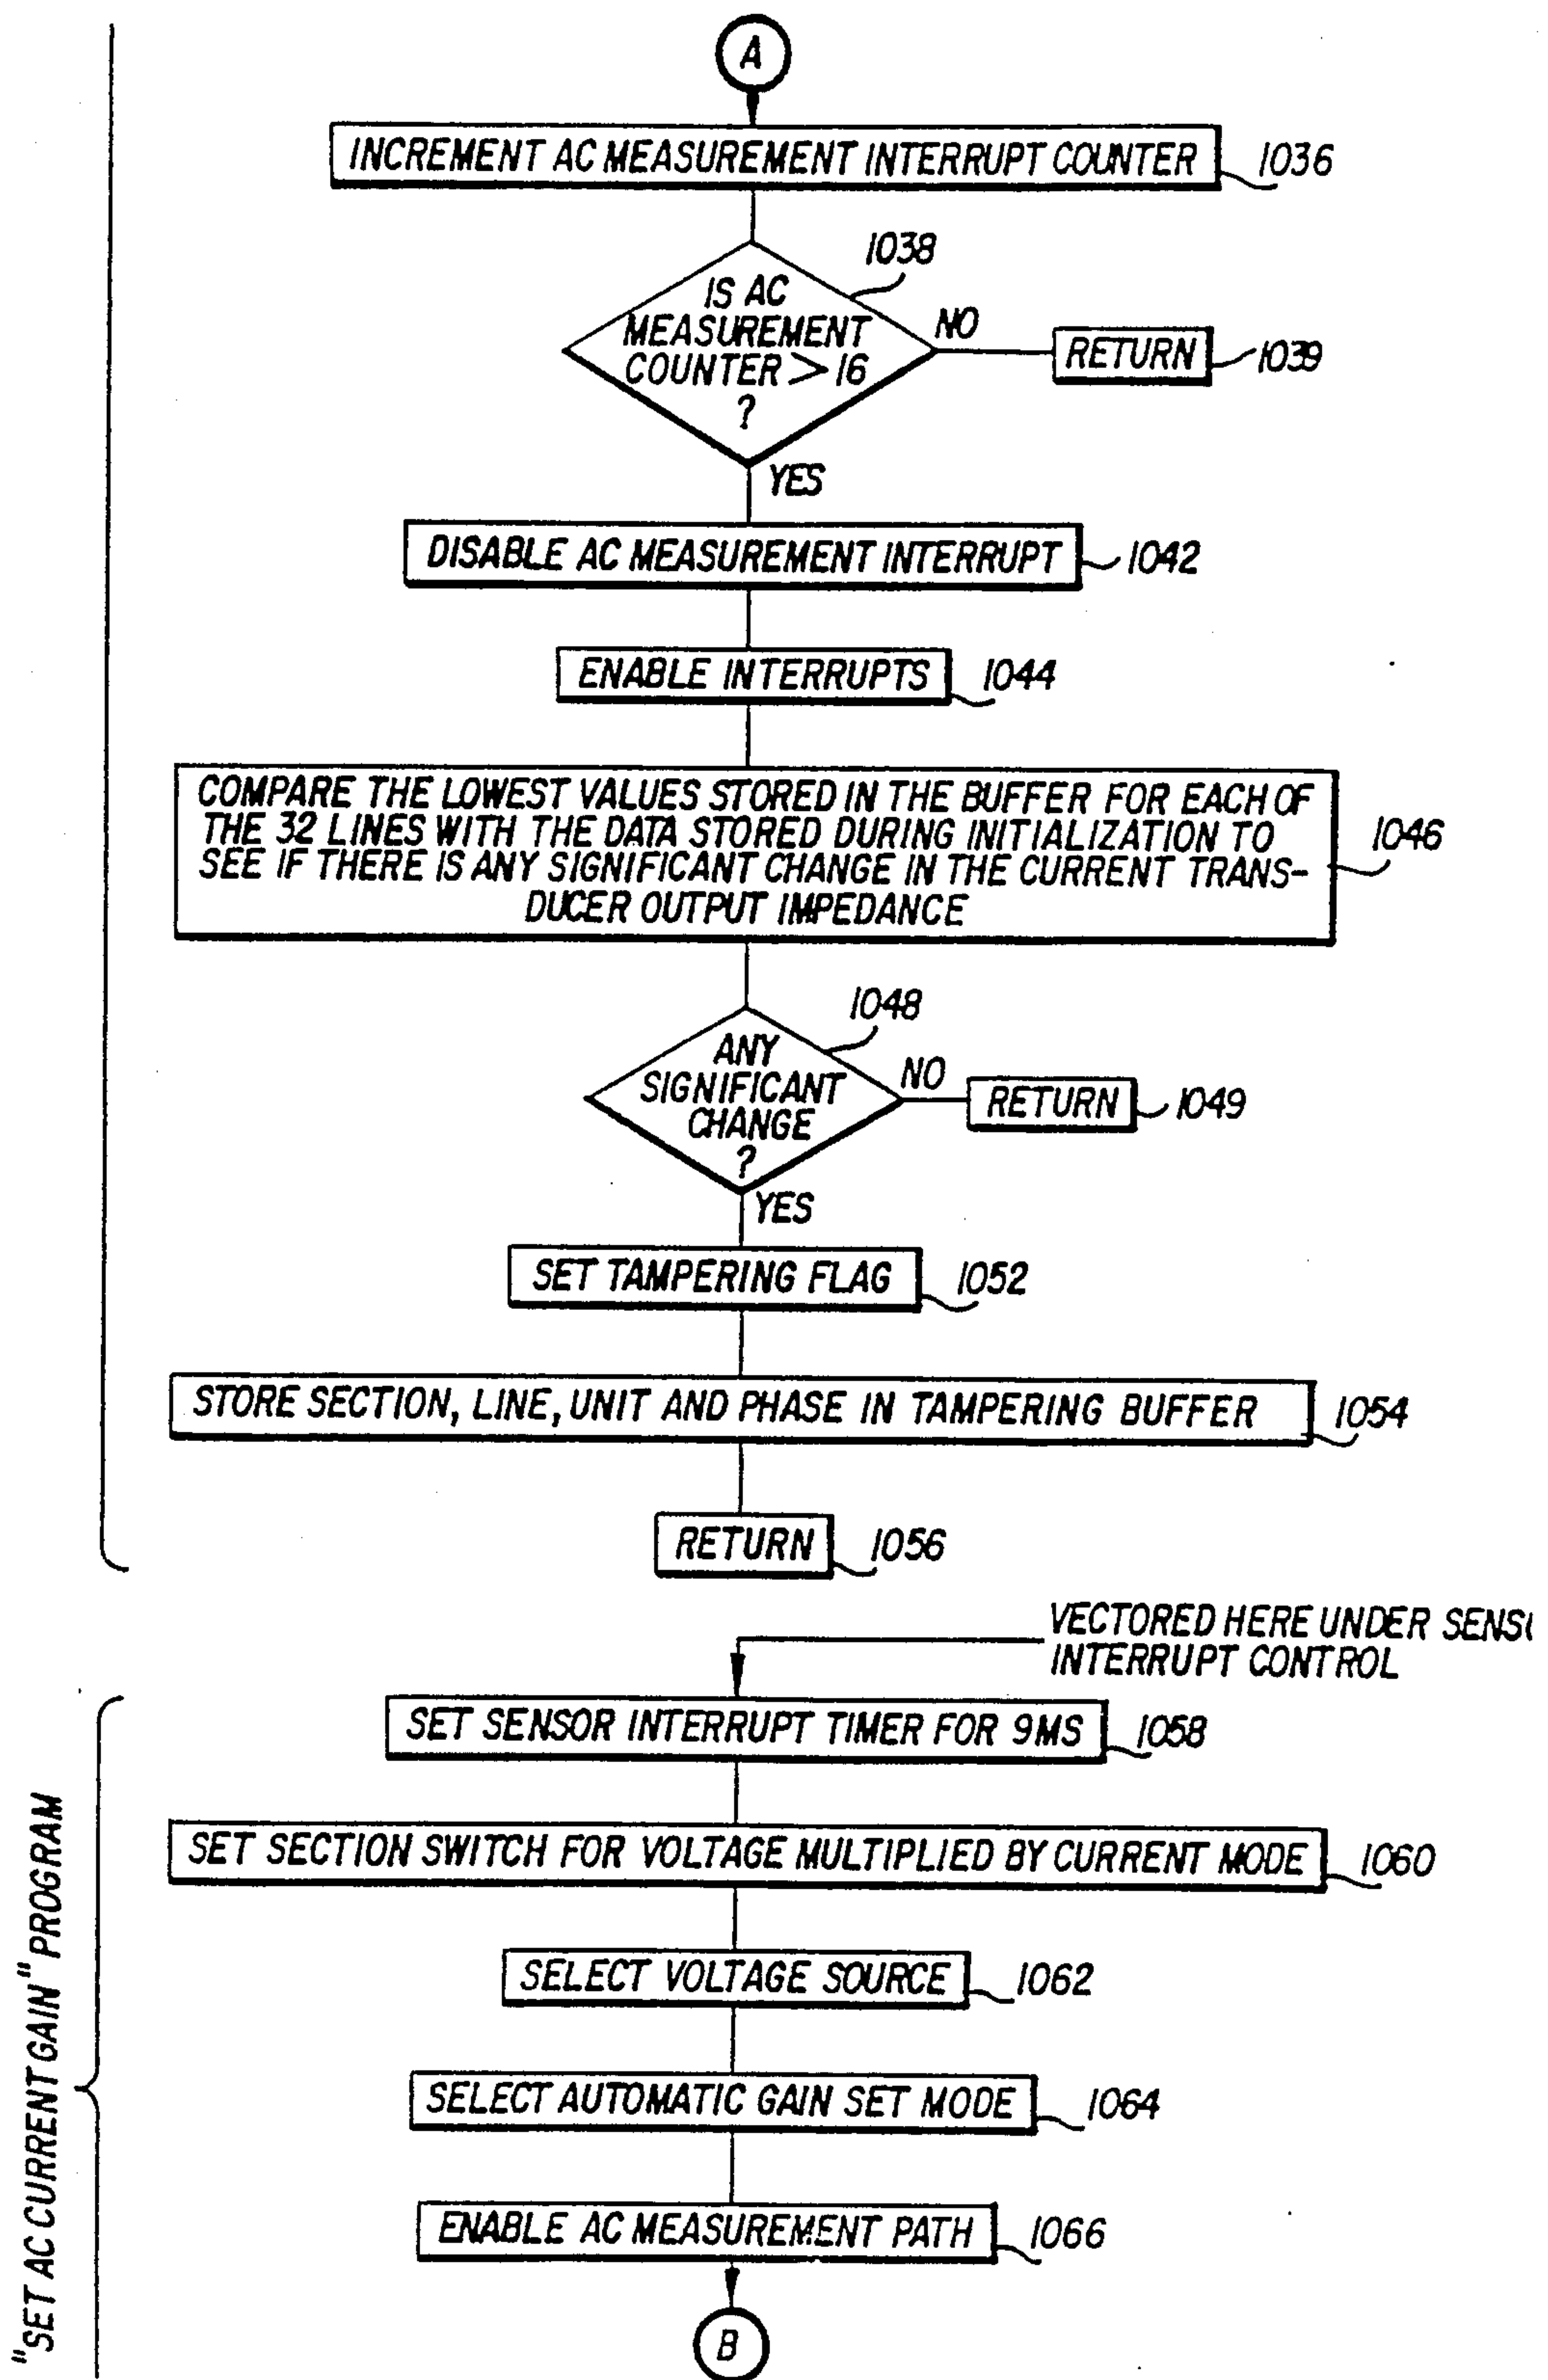 A
INCREMENT AC MEASUREMENT INTERRUPT COUNTER
1036
1038
IS AC
MEASUREMENT
COUNTER > 16
?
NO
RETURN
1039
YES
DISABLE AC MEASUREMENT INTERRUPT
1042
ENABLE INTERRUPTS
1044
COMPARE THE LOWEST VALUES STORED IN THE BUFFER FOR EACH OF
THE 32 LINES WITH THE DATA STORED DURING INITIALIZATION TO
SEE IF THERE IS ANY SIGNIFICANT CHANGE IN THE CURRENT TRANS-
DUCER OUTPUT IMPEDANCE
1046
1048
ANY
SIGNIFICANT
CHANGE
?
NO
RETURN
1049
YES
SET TAMPERING FLAG
1052
STORE SECTION, LINE, UNIT AND PHASE IN TAMPERING BUFFER
1054
RETURN
1056
VECTORED HERE UNDER
INTERRUPT CONTROL
SET SENSOR INTERRUPT TIMER FOR 9MS
1058
SET SECTION SWITCH FOR VOLTAGE MULTIPLIED BY CURRENT MODE
1060
SELECT VOLTAGE SOURCE
1062
SELECT AUTOMATIC GAIN SET MODE
1064
ENABLE AC MEASUREMENT PATH
1066
B
"SET AC CURRENT GAIN" PROGRAM